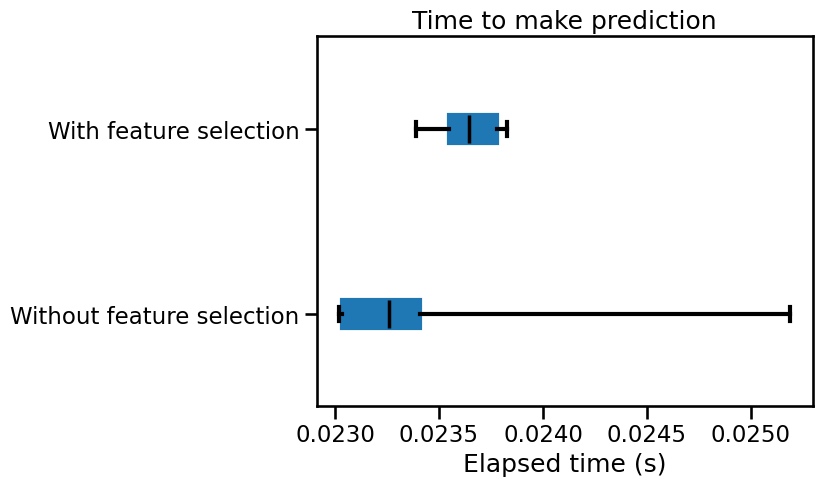 Time to make prediction
With feature selection
Without feature selection
0.0230 0.0235 0.0240 0.0245 0.0250
Elapsed time (s)